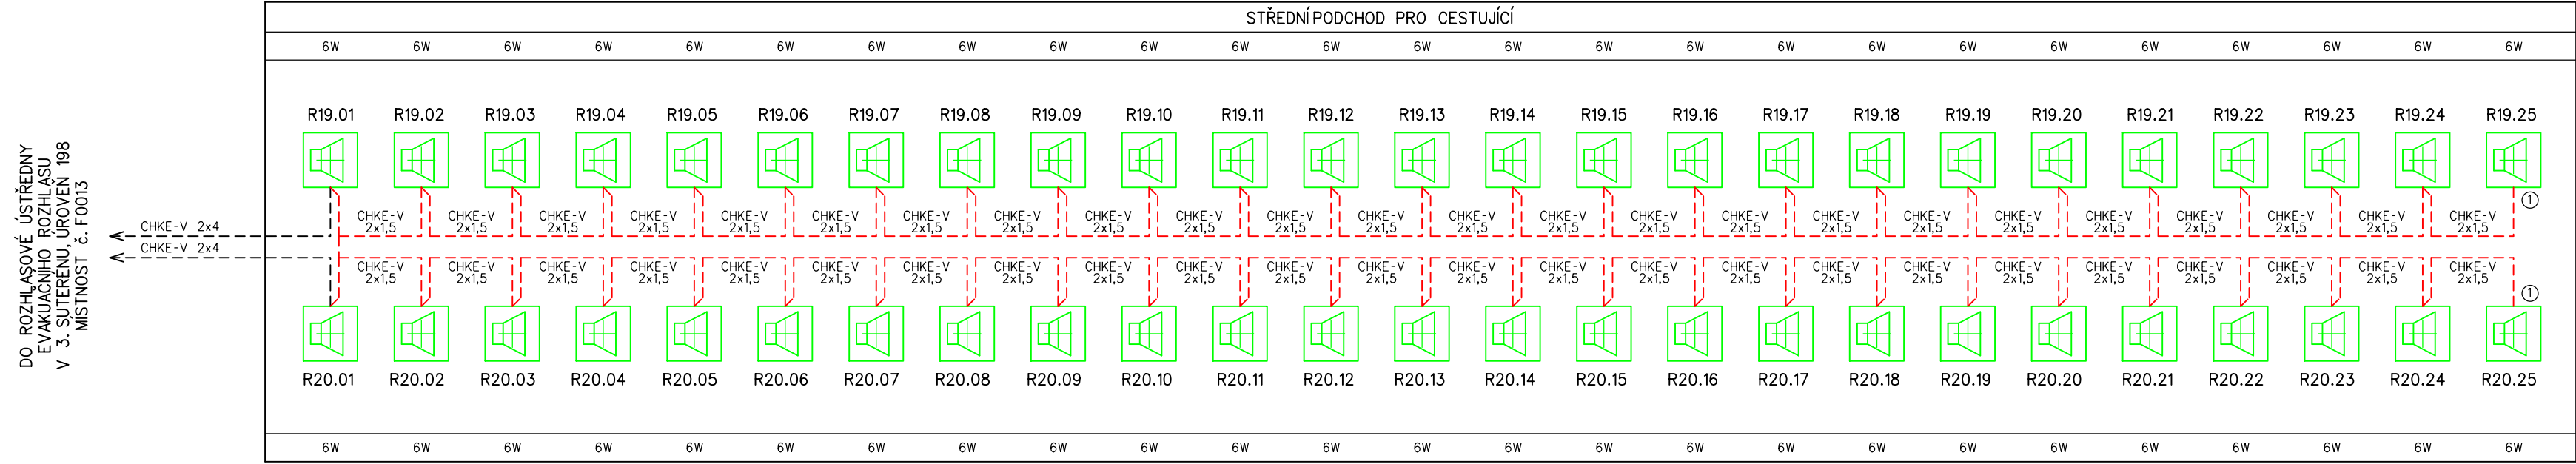 STŘEDNÍ PODCHOD PRO CESTUJÍCÍ
6W 6W 6W 6W 6W 6W 6W 6W 6W 6W 6W 6W 6W 6W 6W 6W 6W 6W 6W 6W 6W 6W 6W 6W 6W
R19.01 R19.02 R19.03 R19.04 R19.05 R19.06 R19.07 R19.08 R19.09 R19.10 R19.11 R19.12 R19.13 R19.14 R19.15 R19.16 R19.17 R19.18 R19.19 R19.20 R19.21 R19.22 R19.23 R19.24 R19.25
DO ROZHLASOVÉ ÚSTŘEDNY
EVAKUAČNÍHO ROZHLASU
V 3. SUTERÉNU, ÚROVEŇ 198
MÍSTNOST č. F0013
1
CHKE-V CHKE-V CHKE-V CHKE-V CHKE-V CHKE-V CHKE-V CHKE-V CHKE-V CHKE-V CHKE-V CHKE-V CHKE-V CHKE-V CHKE-V CHKE-V CHKE-V CHKE-V CHKE-V CHKE-V CHKE-V CHKE-V CHKE-V CHKE-V
2x1,5 2x1,5 2x1,5 2x1,5 2x1,5 2x1,5 2x1,5 2x1,5 2x1,5 2x1,5 2x1,5 2x1,5 2x1,5 2x1,5 2x1,5 2x1,5 2x1,5 2x1,5 2x1,5 2x1,5 2x1,5 2x1,5 2x1,5 2x1,5
CHKE-V 2x4
CHKE-V 2x4
CHKE-V CHKE-V CHKE-V CHKE-V CHKE-V CHKE-V CHKE-V CHKE-V CHKE-V CHKE-V CHKE-V CHKE-V CHKE-V CHKE-V CHKE-V CHKE-V CHKE-V CHKE-V CHKE-V CHKE-V CHKE-V CHKE-V CHKE-V CHKE-V
2x1,5 2x1,5 2x1,5 2x1,5 2x1,5 2x1,5 2x1,5 2x1,5 2x1,5 2x1,5 2x1,5 2x1,5 2x1,5 2x1,5 2x1,5 2x1,5 2x1,5 2x1,5 2x1,5 2x1,5 2x1,5 2x1,5 2x1,5 2x1,5
1
R20.01 R20.02 R20.03 R20.04 R20.05 R20.06 R20.07 R20.08 R20.09 R20.10 R20.11 R20.12 R20.13 R20.14 R20.15 R20.16 R20.17 R20.18 R20.19 R20.20 R20.21 R20.22 R20.23 R20.24 R20.25
6W 6W 6W 6W 6W 6W 6W 6W 6W 6W 6W 6W 6W 6W 6W 6W 6W 6W 6W 6W 6W 6W 6W 6W 6W